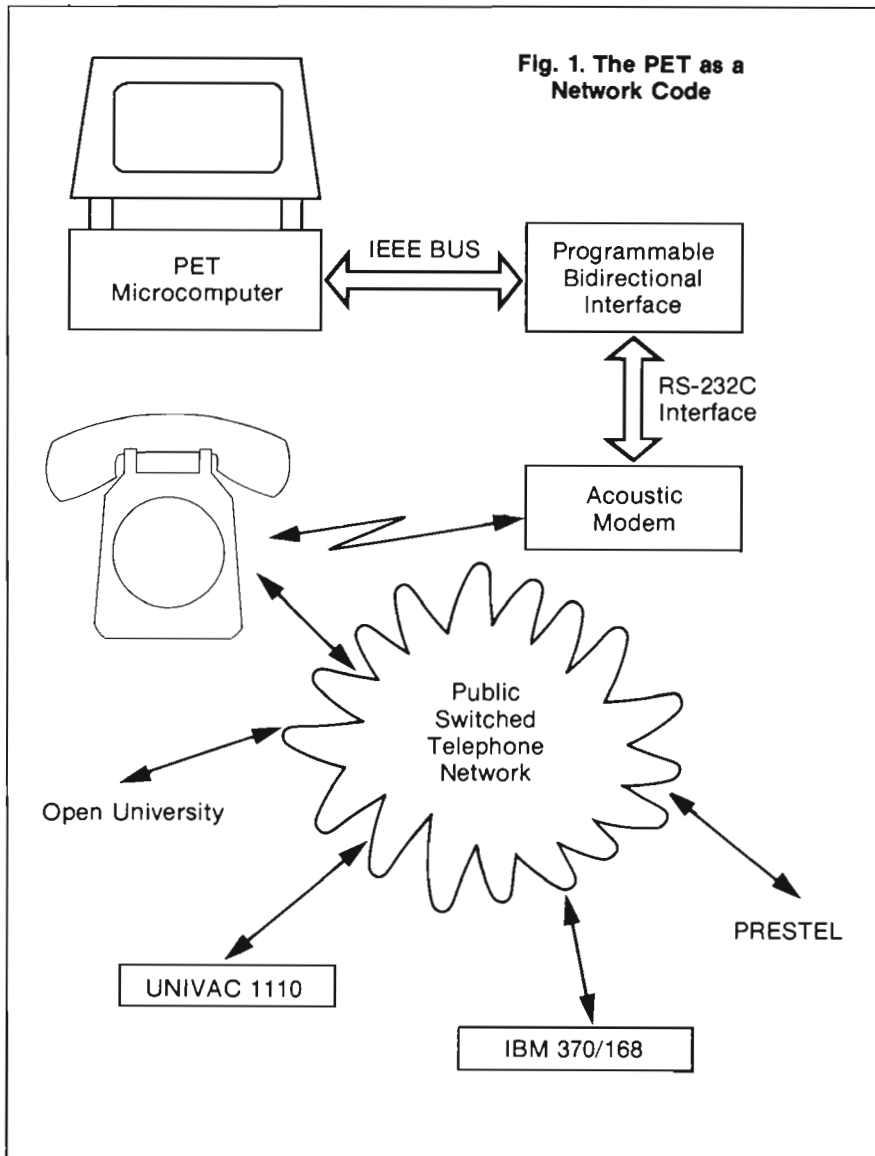 Fig. 1. The PET as a
Network Code
PET
Microcomputer
IEEE BUS
Programmable
Bidirectional
Interface
RS-232C
Interface
Acoustic
Modem
Public
Switched
Telephone
Network
Open University
PRESTEL
UNIVAC 1110
IBM 370/168